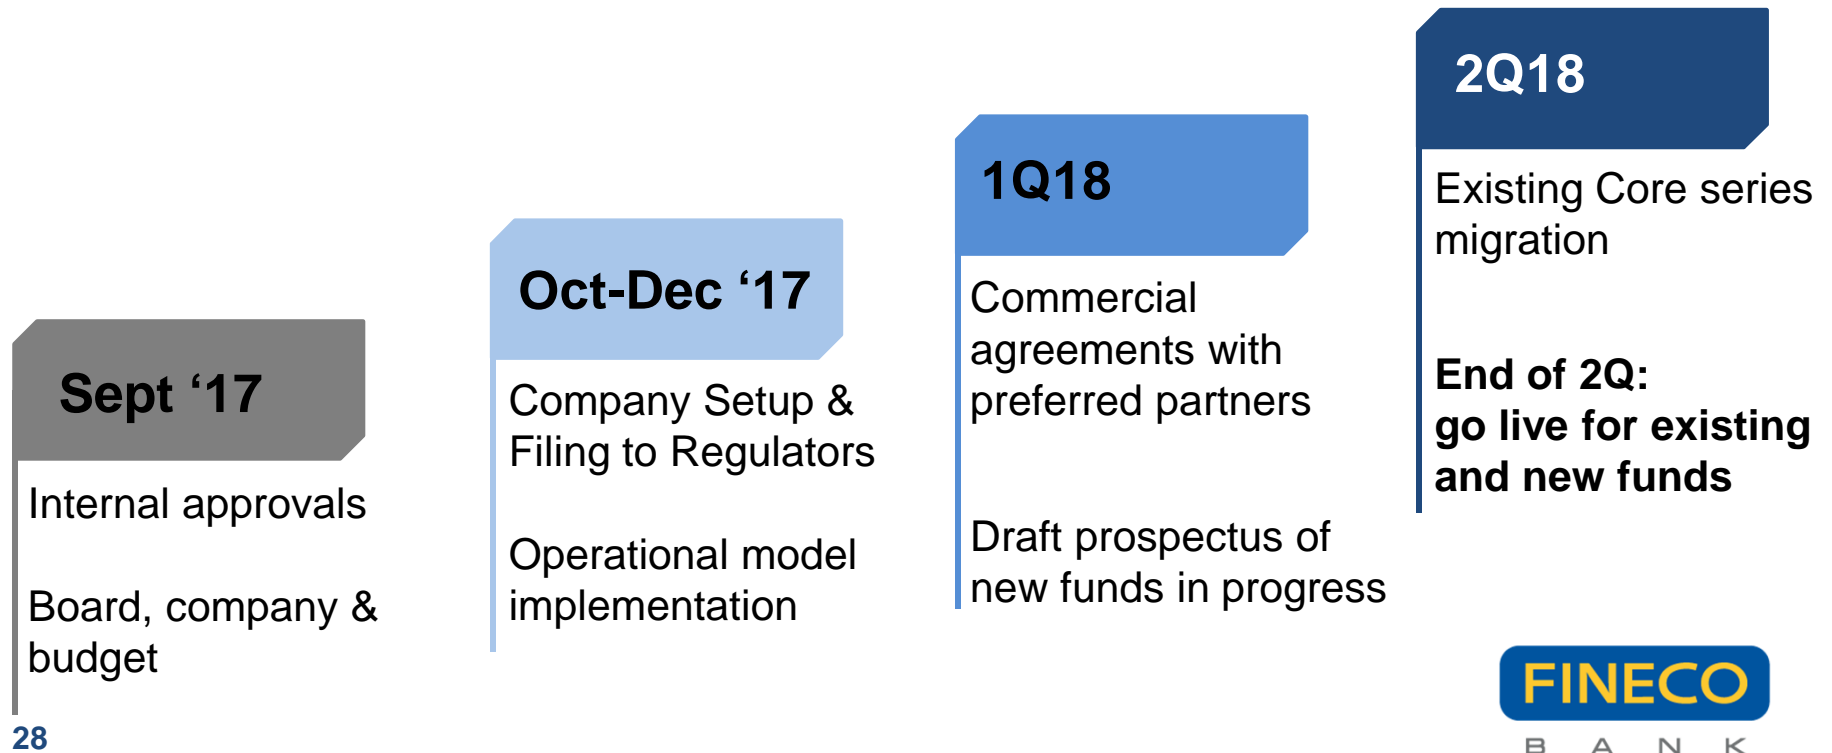 Sept ‘17
Internal approvals
Board, company &
budget
Oct-Dec ‘17
Company Setup &
Filing to Regulators
Operational model
implementation
1Q18
Commercial
agreements with
preferred partners
Draft prospectus of
new funds in progress
2Q18
Existing Core series
migration
End of 2Q:
go live for existing
and new funds
28
FINECO
BANK